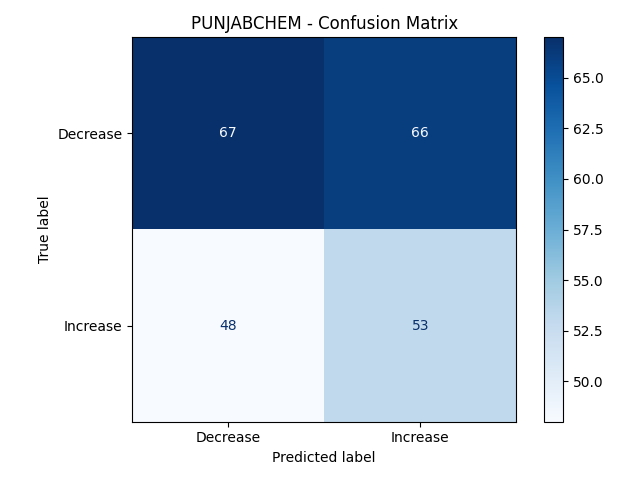 PUNJABCHEM - Confusion Matrix
True label
Decrease
67
66
Increase
48
53
Decrease
Increase
Predicted label
65.0
62.5
60.0
57.5
55.0
52.5
50.0